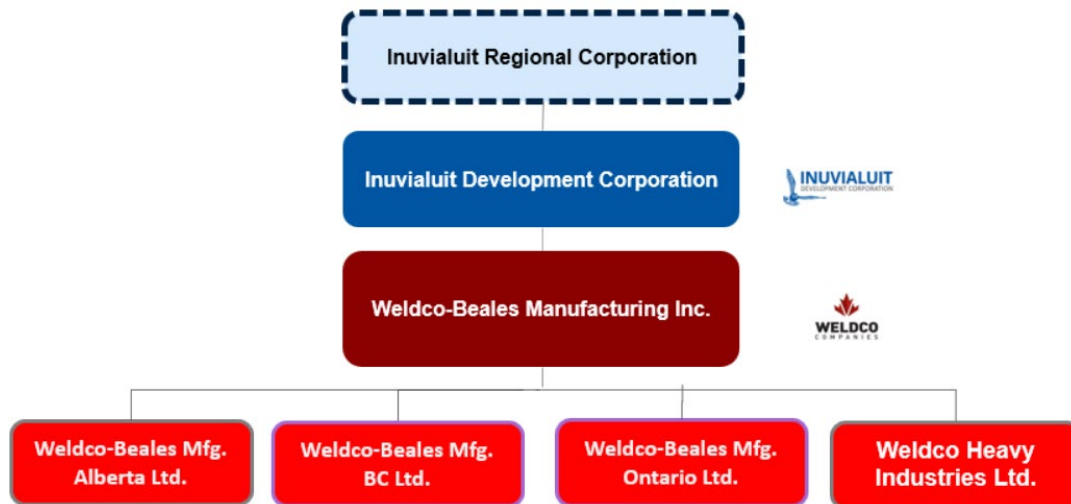 Inuvialuit Regional Corporation
Inuvialuit Development Corporation
INUVIALUIT
DEVELOPMENT CORPORATION
Weldco-Beales Manufacturing Inc.
WELDCO
COMPANIES
Weldco-Beales Mfg.
Alberta Ltd.
Weldco-Beales Mfg.
BC Ltd.
Weldco-Beales Mfg.
Ontario Ltd.
Weldco Heavy
Industries Ltd.